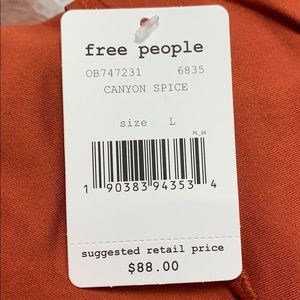 free people
OB747231 6835
CANYON SPICE
size L
FL_24
1 90383 94353 4
suggested retail price
$88.00